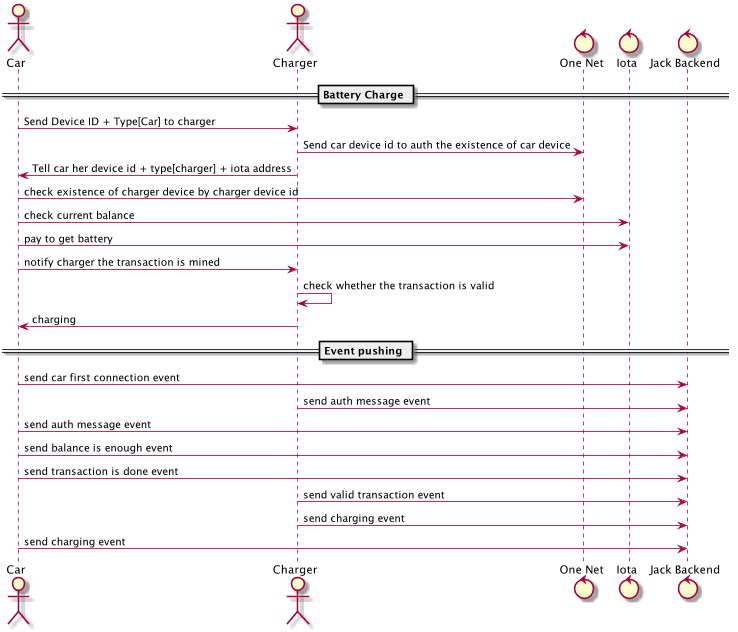 Car Charger One Net Iota Jack Backend
Battery Charge
Send Device ID + Type[Car] to charger
Send car device id to auth the existence of car device
Tell car her device id + type[charger] + iota address
check existence of charger device by charger device id
check current balance
pay to get battery
notify charger the transaction is mined
check whether the transaction is valid
charging
Event pushing
send car first connection event
send auth message event
send auth message event
send balance is enough event
send transaction is done event
send valid transaction event
send charging event
send charging event
Car Charger One Net Iota Jack Backend